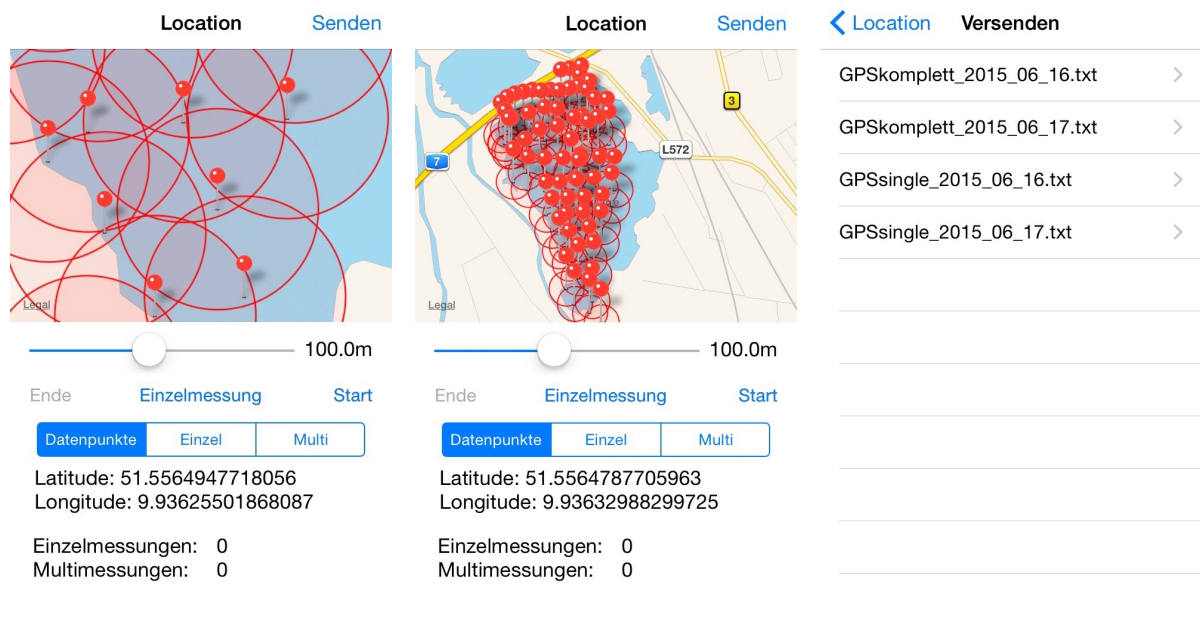 Location Senden
Legal
100.0m
Ende Einzelmessung Start
Datenpunkte Einzel Multi
Latitude: 51.5564947718056
Longitude: 9.93625501868087
Einzelmessungen: 0
Multimessungen: 0
Location Senden
3
L572
7
Legal
100.0m
Ende Einzelmessung Start
Datenpunkte Einzel Multi
Latitude: 51.5564787705963
Longitude: 9.93632988299725
Einzelmessungen: 0
Multimessungen: 0
Location Versenden
GPSkomplett_2015_06_16.txt
GPSkomplett_2015_06_17.txt
GPSsingle_2015_06_16.txt
GPSsingle_2015_06_17.txt